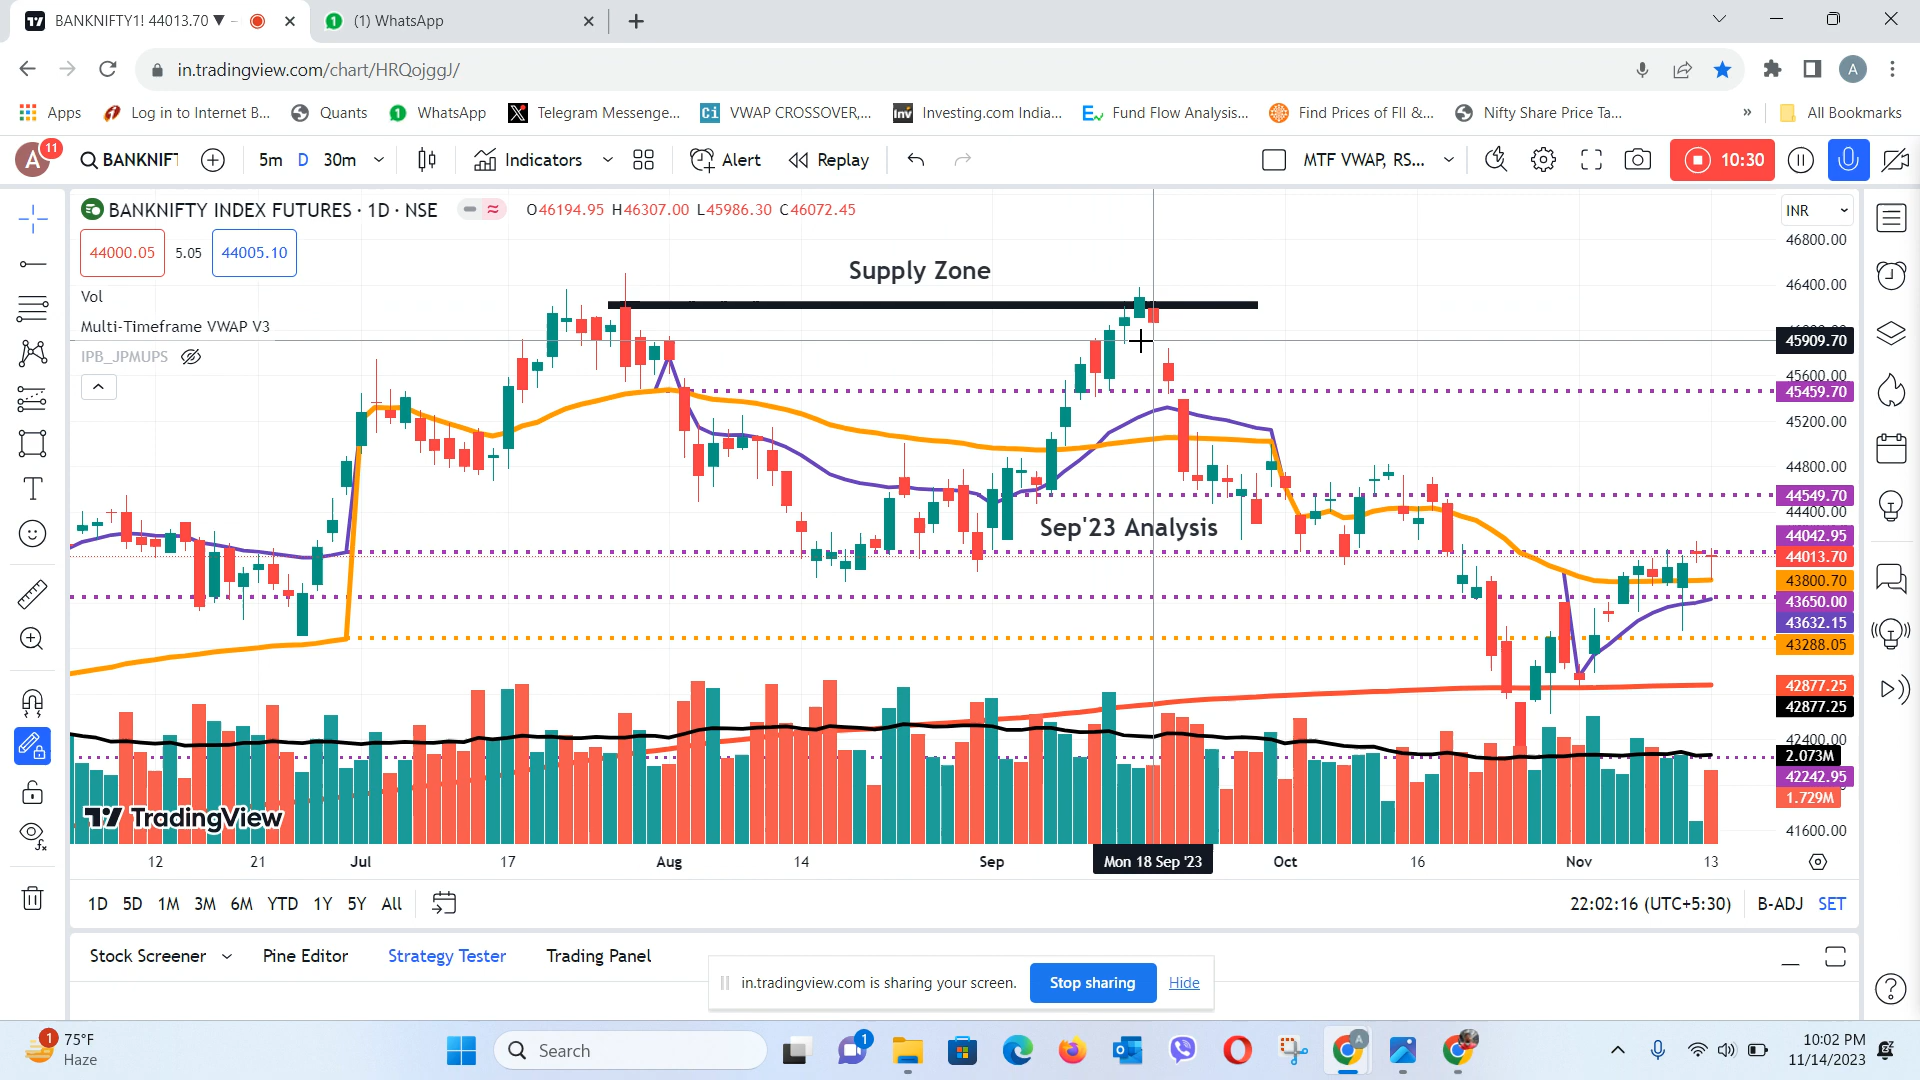 BANKNIFTY1! 44013.70 ▼ -
(1) WhatsApp
in.tradingview.com/chart/HRQojggJ/
A
Apps
Log in to Internet B...
Quants
WhatsApp
Telegram Messenge...
VWAP CROSSOVER,...
Investing.com India...
Fund Flow Analysis...
Find Prices of FII &...
Nifty Share Price Ta...
»
All Bookmarks
A 11
BANKNIFT
5m D 30m
Indicators
Alert
Replay
MTF VWAP, RS...
10:30
BANKNIFTY INDEX FUTURES · 1D · NSE
O46194.95 H46307.00 L45986.30 C46072.45
INR
44000.05 5.05 44005.10
Vol
Multi-Timeframe VWAP V3
IPB_JPMUPS
Supply Zone
Sep'23 Analysis
46800.00
46400.00
45909.70
45600.00
45459.70
45200.00
44800.00
44549.70
44400.00
44042.95
44013.70
43800.70
43650.00
43632.15
43288.05
42877.25
42877.25
42400.00
2.073M
42242.95
1.729M
41600.00
TradingView
12 21 Jul 17 Aug 14 Sep Mon 18 Sep '23 Oct 16 Nov 13
1D 5D 1M 3M 6M YTD 1Y 5Y All
22:02:16 (UTC+5:30) B-ADJ SET
Stock Screener
Pine Editor
Strategy Tester
Trading Panel
in.tradingview.com is sharing your screen.
Stop sharing
Hide
1
75°F
Haze
Search
1
A
10:02 PM
11/14/2023